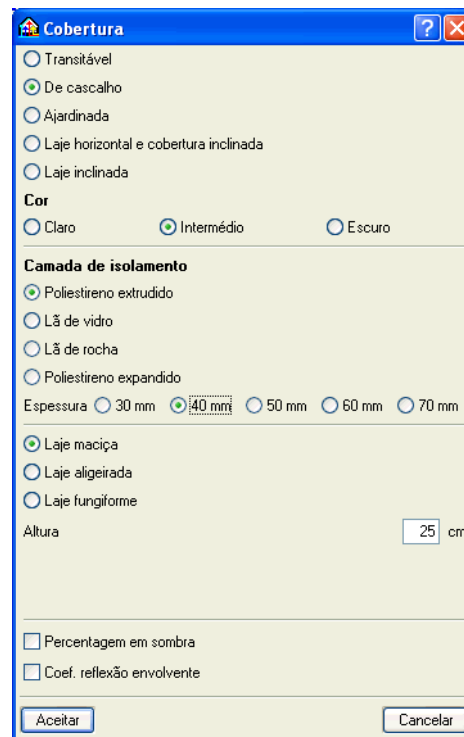 Cobertura
Transitável
De cascalho
Ajardinada
Laje horizontal e cobertura inclinada
Laje inclinada
Cor
Claro Intermédio Escuro
Camada de isolamento
Poliestireno extrudido
Lã de vidro
Lã de rocha
Poliestireno expandido
Espessura 30 mm 40 mm 50 mm 60 mm 70 mm
Laje maciça
Laje aligeirada
Laje fungiforme
Altura 25 cm
Percentagem em sombra
Coef. reflexão envolvente
Aceitar Cancelar